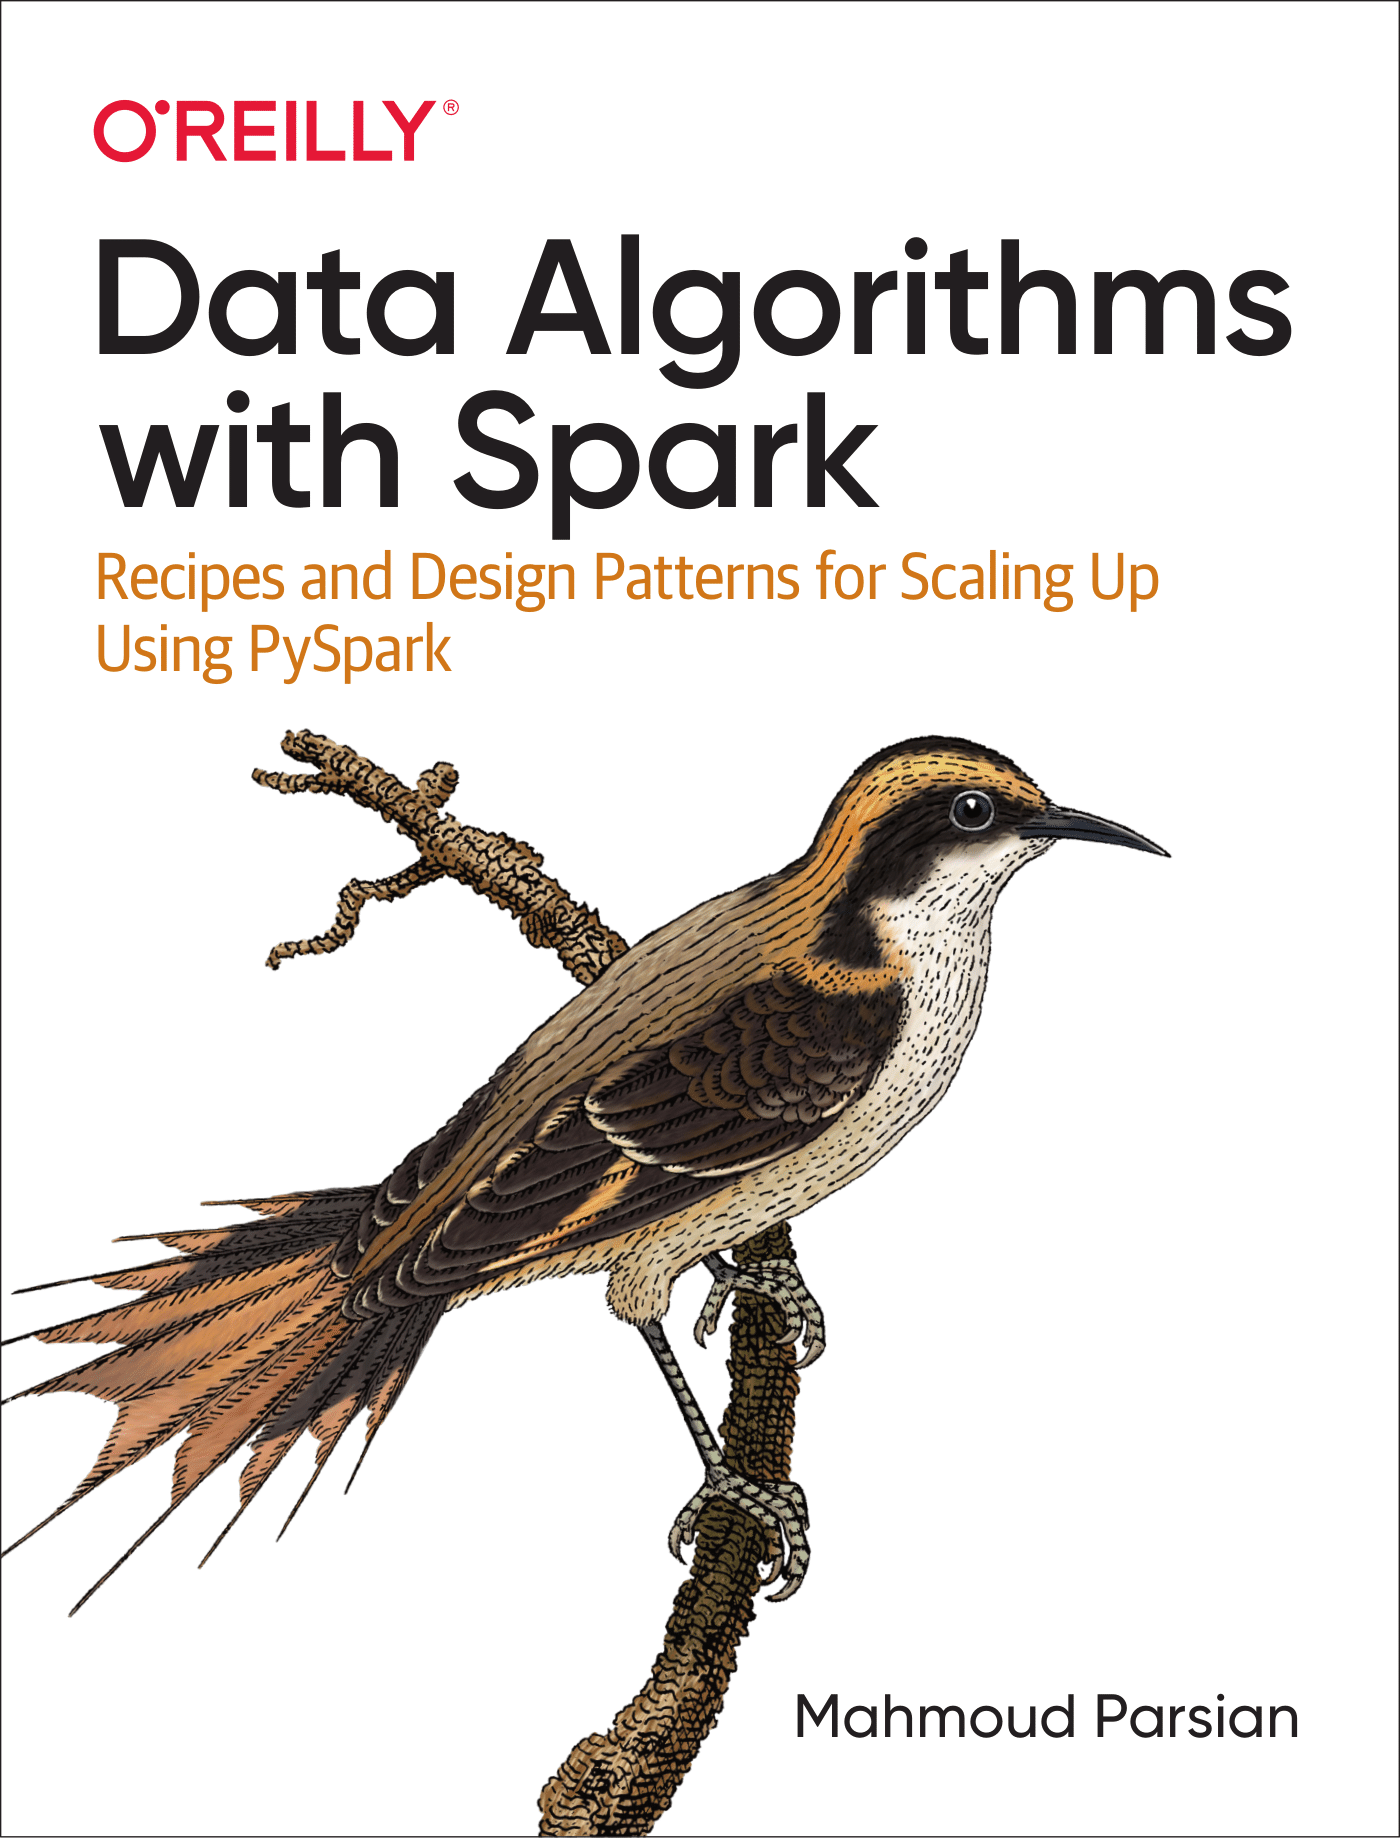 O'REILLY®
Data Algorithms
with Spark
Recipes and Design Patterns for Scaling Up
Using PySpark
Mahmoud Parsian